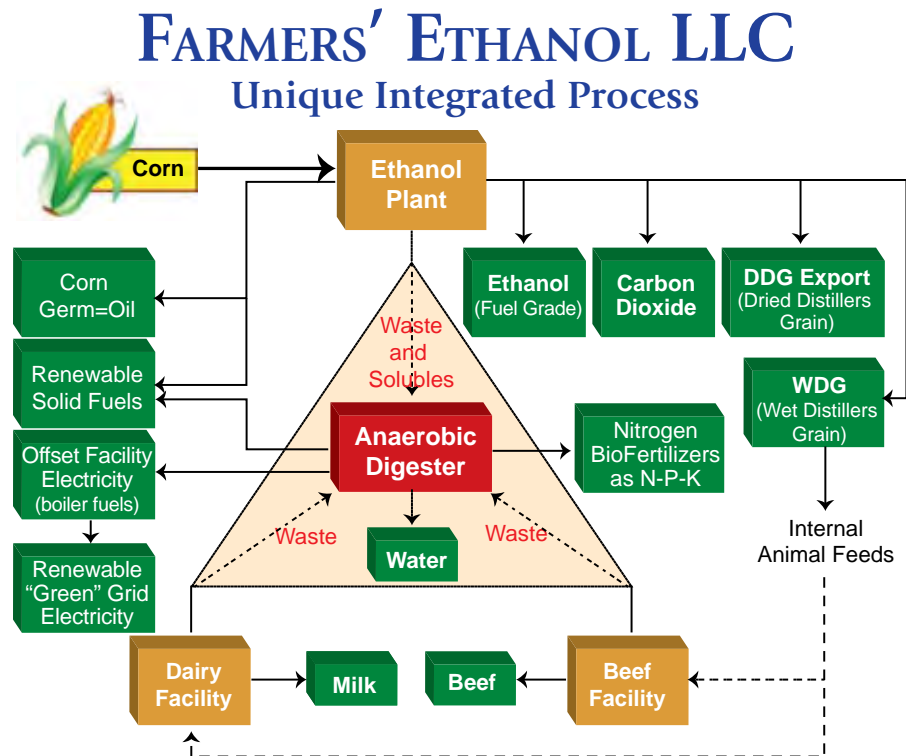 FARMERS' ETHANOL LLC
Unique Integrated Process
Corn
Ethanol
Plant
Corn
Germ=Oil
Ethanol
(Fuel Grade)
Carbon
Dioxide
DDG Export
(Dried Distillers
Grain)
Waste
and
Solubles
Renewable
Solid Fuels
WDG
(Wet Distillers
Grain)
Anaerobic
Digester
Nitrogen
BioFertilizers
as N-P-K
Offset Facility
Electricity
(boiler fuels)
Waste
Waste
Water
Internal
Animal Feeds
Renewable
“Green” Grid
Electricity
Dairy
Facility
Milk
Beef
Beef
Facility